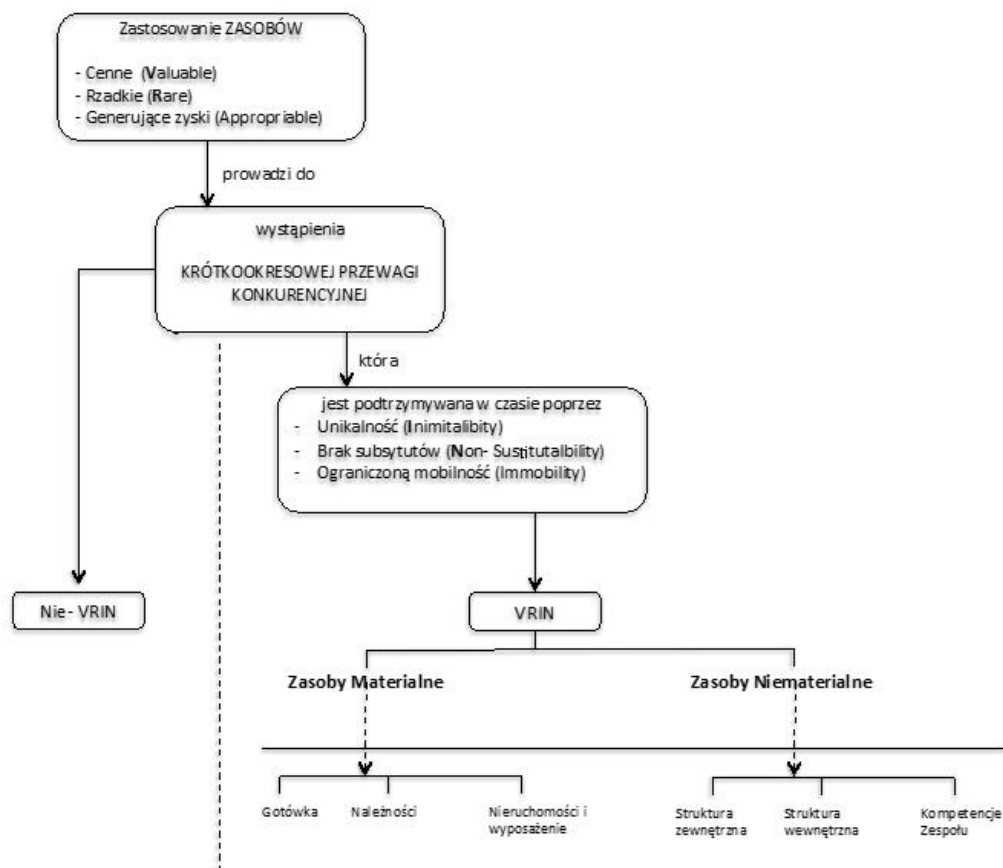 Zastosowanie ZASOBÓW
- Cenne (Valuable)
- Rzadkie (Rare)
- Generujące zyski (Appropriable)
prowadzi do
wystąpienia
KRÓTKOOKRESOWEJ PRZEWAGI
KONKURENCYJNEJ
która
jest podtrzymywana w czasie poprzez
- Unikalność (Inimitalibity)
- Brak subsytutów (Non- Sustitutalbility)
- Ograniczoną mobilność (Immobility)
Nie- VRIN
VRIN
Zasoby Materialne
Zasoby Niematerialne
Gotówka
Należności
Nieruchomości i
wyposażenie
Struktura
zewnętrzna
Struktura
wewnętrzna
Kompetencje
Zespołu